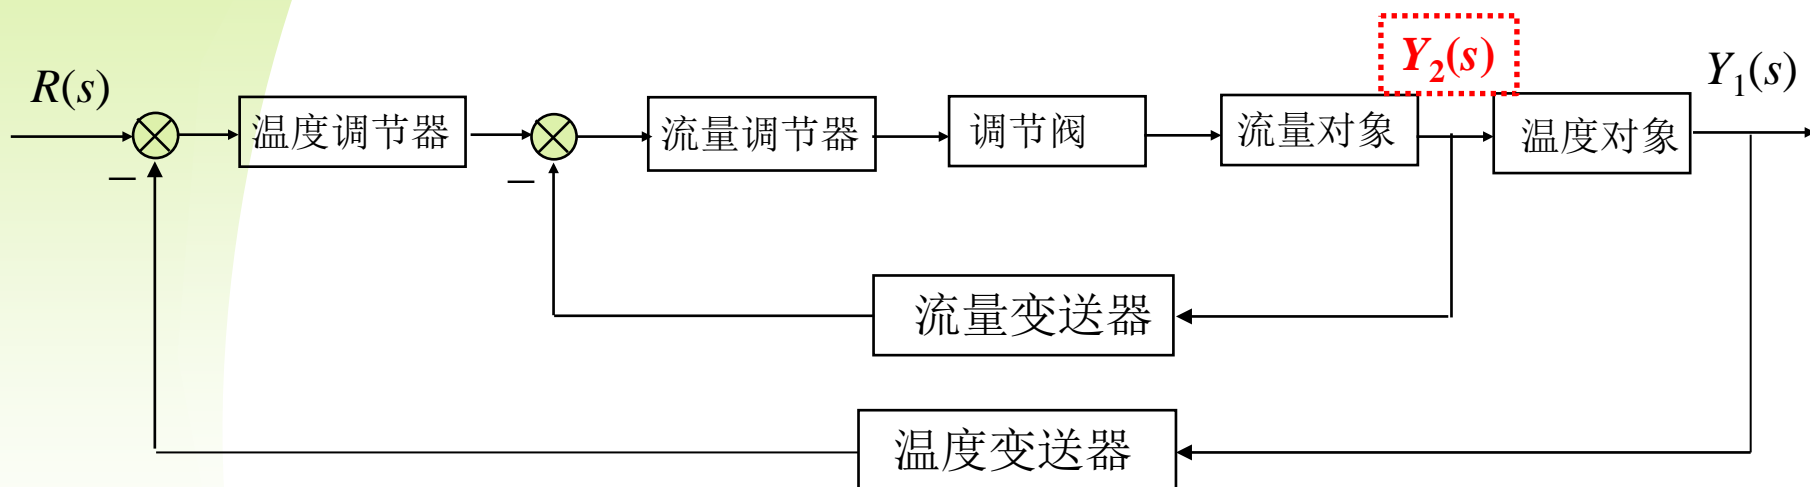 R(s)
Y₂(s)
Y₁(s)
温度调节器
流量调节器
调节阀
流量对象
温度对象
−
−
流量变送器
温度变送器